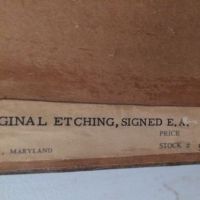 GINAL ETCHING, SIGNED E.A.
PRICE
, MARYLAND
STOCK #